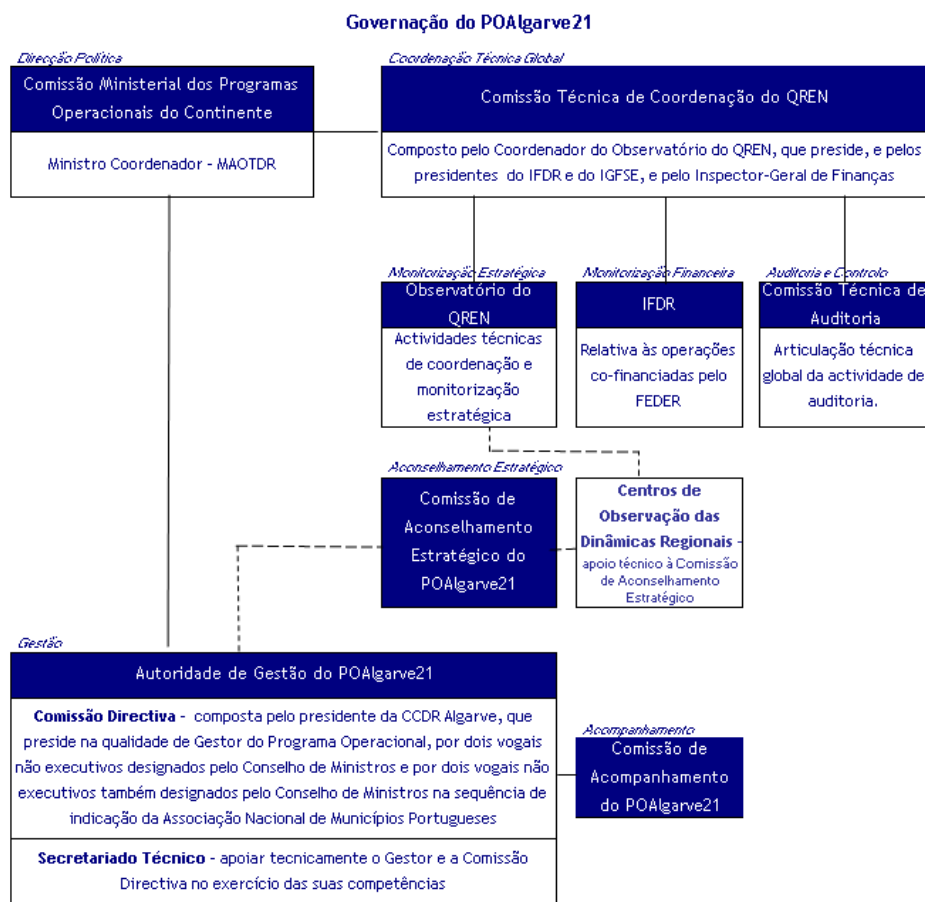 Governação do POAlgarve21
Direcção Política
Comissão Ministerial dos Programas
Operacionais do Continente
Ministro Coordenador - MAOTDR
Coordenação Técnica Global
Comissão Técnica de Coordenação do QREN
Composto pelo Coordenador do Observatório do QREN, que preside, e pelos
presidentes do IFDR e do IGFSE, e pelo Inspector-Geral de Finanças
Monitorização Estratégica
Observatório do
QREN
Actividades técnicas
de coordenação e
monitorização
estratégica
Monitorização Financeira
IFDR
Relativa às operações
co-financiadas pelo
FEDER
Auditoria e Controlo
Comissão Técnica de
Auditoria
Articulação técnica
global da actividade de
auditoria.
Aconselhamento Estratégico
Comissão de
Aconselhamento
Estratégico do
POAlgarve21
Centros de
Observação das
Dinâmicas Regionais -
apoio técnico à Comissão
de Aconselhamento
Estratégico
Gestão
Autoridade de Gestão do POAlgarve21
Comissão Directiva - composta pelo presidente da CCDR Algarve, que
preside na qualidade de Gestor do Programa Operacional, por dois vogais
não executivos designados pelo Conselho de Ministros e por dois vogais não
executivos também designados pelo Conselho de Ministros na sequência de
indicação da Associação Nacional de Municípios Portugueses
Secretariado Técnico - apoiar tecnicamente o Gestor e a Comissão
Directiva no exercício das suas competências
Acompanhamento
Comissão de
Acompanhamento
do POAlgarve21